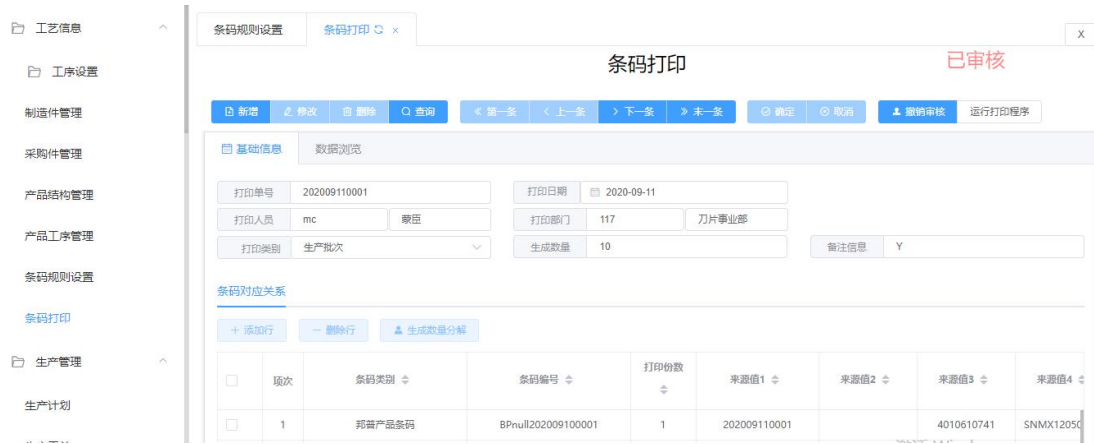 工艺信息
工序设置
制造件管理
采购件管理
产品结构管理
产品工序管理
条码规则设置
条码打印
生产管理
生产计划
条码规则设置 条码打印 ×
X
条码打印 已审核
新增 修改 删除 查询 第一条 上一条 下一条 末一条 确定 取消 撤销审核 运行打印程序
基础信息 数据浏览
打印单号 202009110001 打印日期 2020-09-11
打印人员 mc 蒙臣 打印部门 117 刀片事业部
打印类别 生产批次 生成数量 10 备注信息 Y
条码对应关系
+ 添加行 − 删除行 生成数量分解
项次 条码类别 条码编号 打印份数 来源值1 来源值2 来源值3 来源值4
1 邦普产品条码 BPnull202009100001 1 202009110001 4010610741 SNMX1205